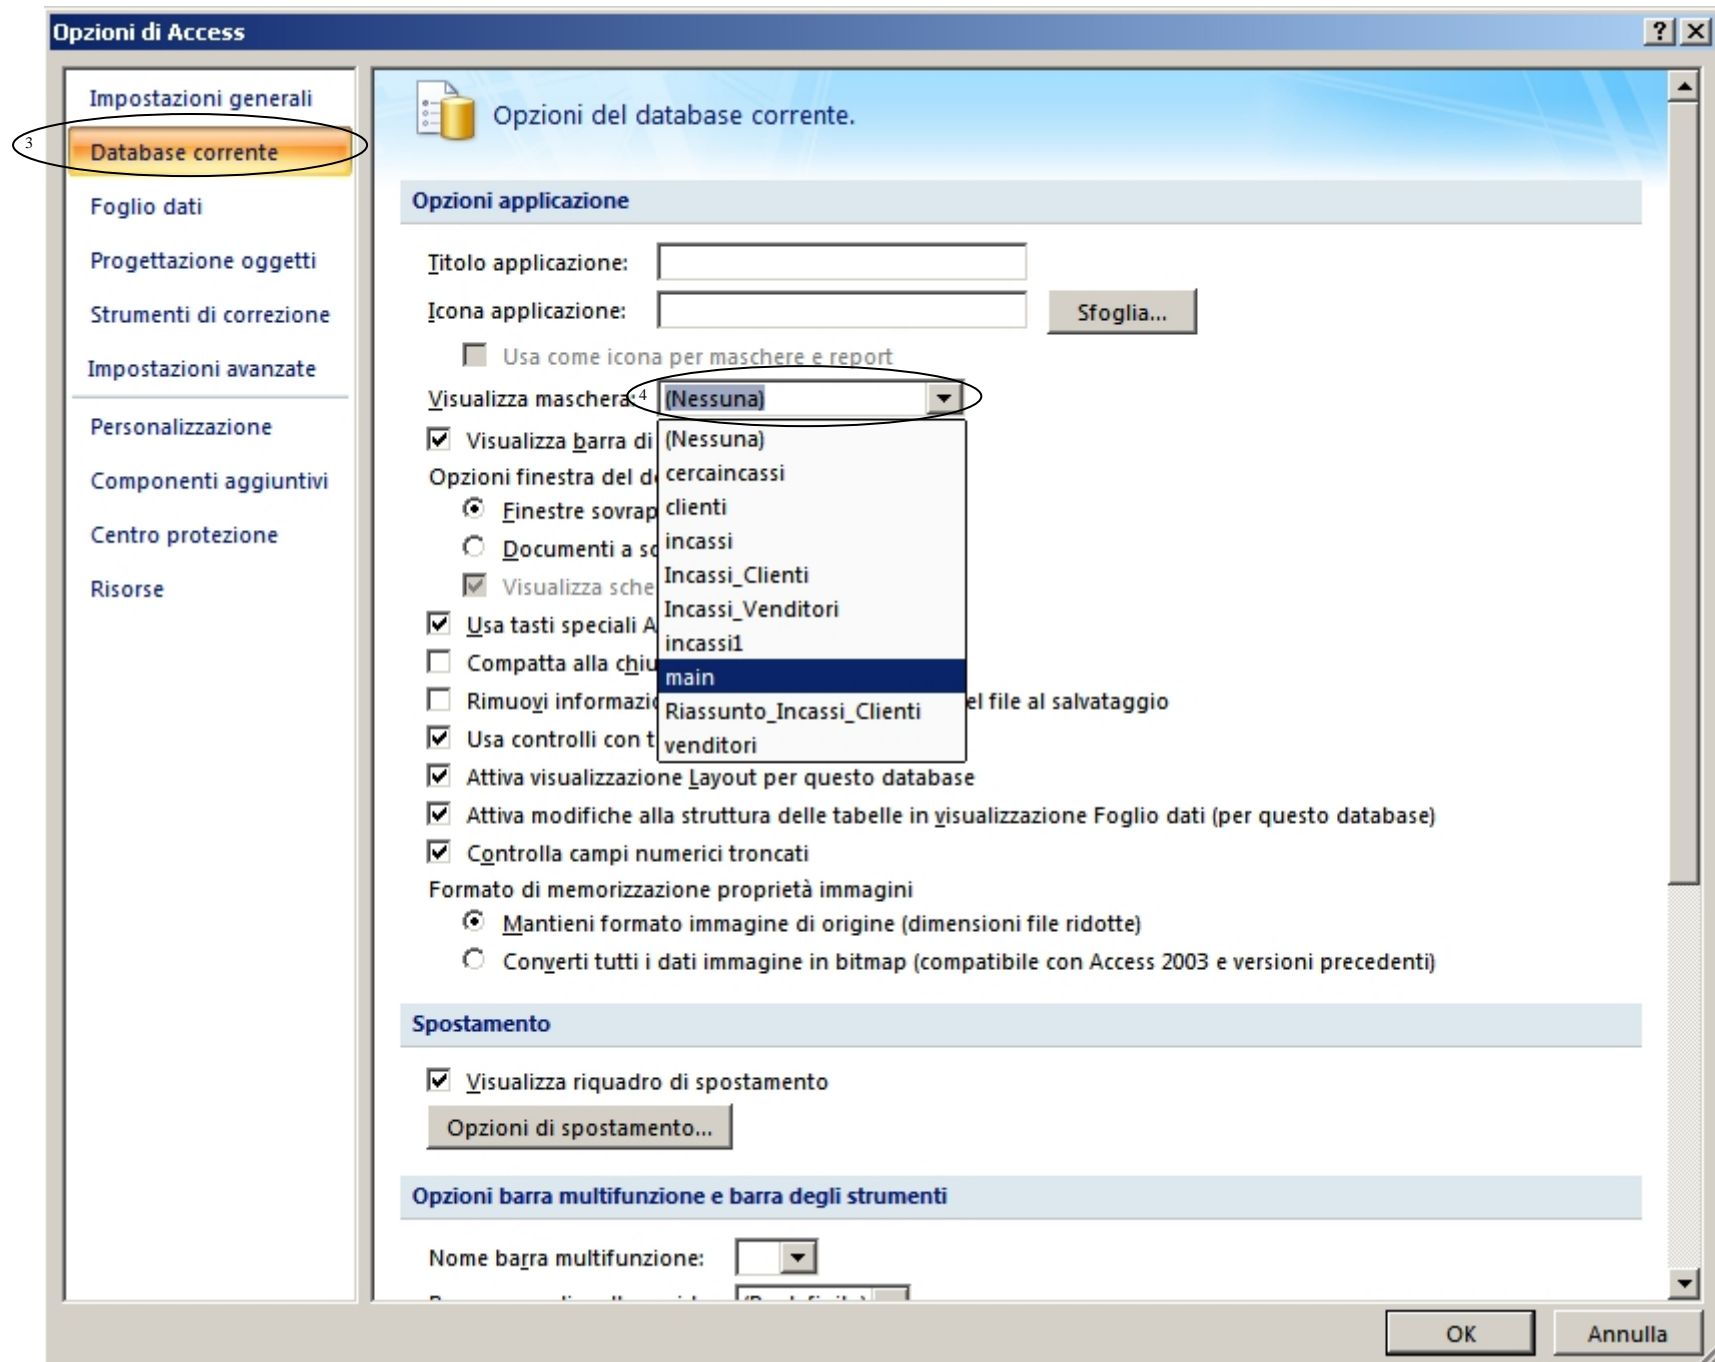 Opzioni di Access
Impostazioni generali
3
Database corrente
Foglio dati
Progettazione oggetti
Strumenti di correzione
Impostazioni avanzate
Personalizzazione
Componenti aggiuntivi
Centro protezione
Risorse
Opzioni del database corrente.
Opzioni applicazione
Titolo applicazione:
Icona applicazione: Sfoglia...
Usa come icona per maschere e report
Visualizza maschera: 4 (Nessuna)
Visualizza barra di
(Nessuna)
cercaincassi
clienti
incassi
Incassi_Clienti
Incassi_Venditori
incassi1
main
Riassunto_Incassi_Clienti
venditori
Opzioni finestra del
Finestre
Documenti a
Visualizza
Usa tasti speciali
Compatta alla
Rimuovi el file al salvataggio
Usa controlli con
Attiva visualizzazione Layout per questo database
Attiva modifiche alla struttura delle tabelle in visualizzazione Foglio dati (per questo database)
Controlla campi numerici troncati
Formato di memorizzazione proprietà immagini
Mantieni formato immagine di origine (dimensioni file ridotte)
Converti tutti i dati immagine in bitmap (compatibile con Access 2003 e versioni precedenti)
Spostamento
Visualizza riquadro di spostamento
Opzioni di spostamento...
Opzioni barra multifunzione e barra degli strumenti
Nome barra multifunzione:
OK Annulla